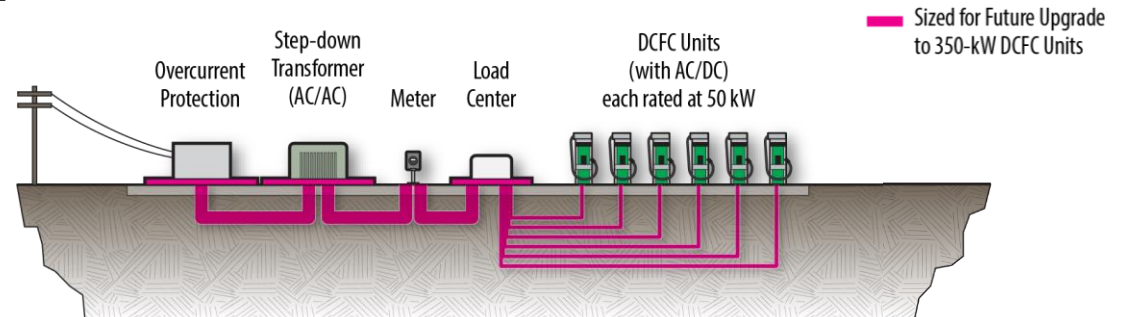 Sized for Future Upgrade
to 350-kW DCFC Units
Overcurrent
Protection
Step-down
Transformer
(AC/AC)
Meter
Load
Center
DCFC Units
(with AC/DC)
each rated at 50 kW